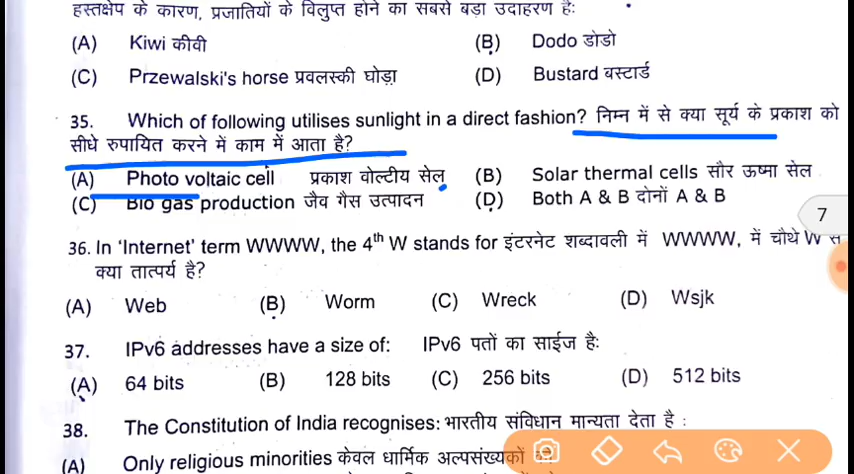 हस्तक्षेप के कारण, प्रजातियों के विलुप्त होने का सबसे बड़ा उदाहरण है:
(A) Kiwi कीवी (B) Dodo डोडो
(C) Przewalski's horse प्रवलस्की घोड़ा (D) Bustard बस्टार्ड
35. Which of following utilises sunlight in a direct fashion? निम्न में से क्या सूर्य के प्रकाश को
सीधे रुपायित करने में काम में आता है?
(A) Photo voltaic cell प्रकाश वोल्टीय सेल (B) Solar thermal cells सौर ऊष्मा सेल
(C) Bio gas production जैव गैस उत्पादन (D) Both A & B दोनों A & B
7
36. In ‘Internet’ term WWWW, the 4th W stands for इंटरनेट शब्दावली में WWWW, में चौथे W
क्या तात्पर्य है?
(A) Web (B) Worm (C) Wreck (D) Wsjk
37. IPv6 addresses have a size of: IPv6 पतों का साईज है:
(A) 64 bits (B) 128 bits (C) 256 bits (D) 512 bits
38. The Constitution of India recognises: भारतीय संविधान मान्यता देता है :
(A) Only religious minorities केवल धार्मिक अल्पसंख्यकों